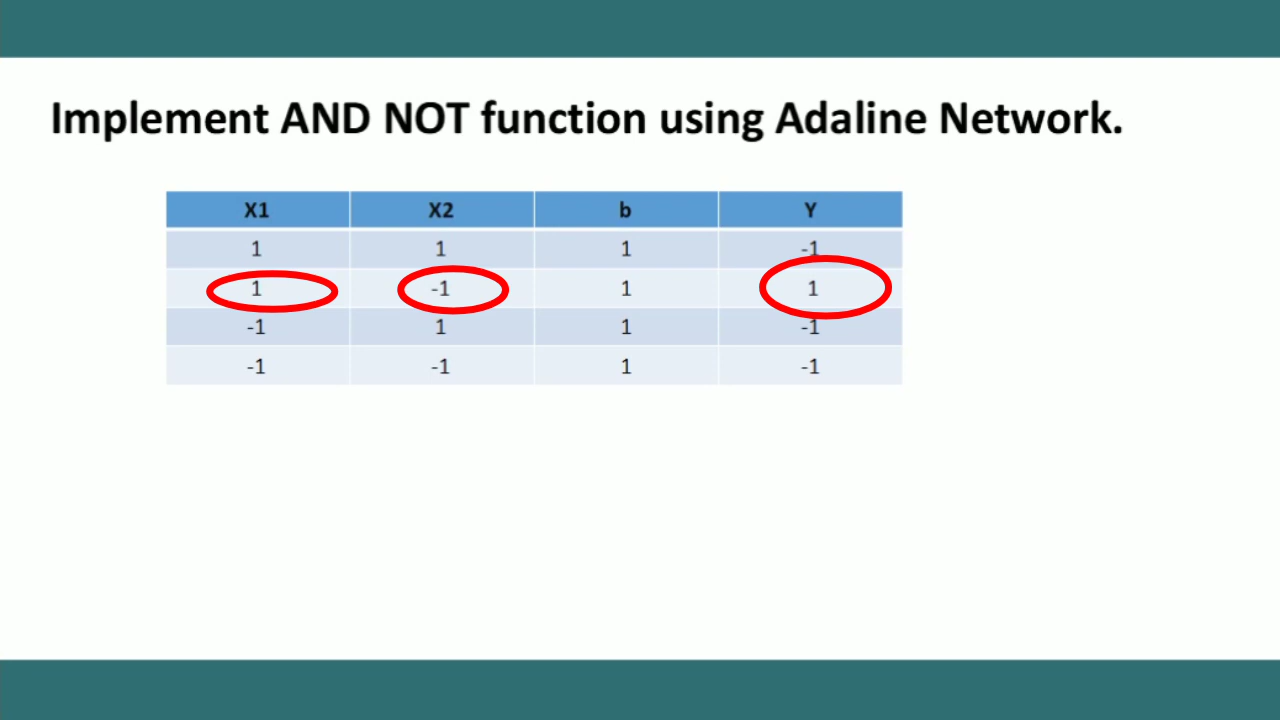 Implement AND NOT function using Adaline Network.
X1 X2 b Y
1 1 1 -1
1 -1 1 1
-1 1 1 -1
-1 -1 1 -1